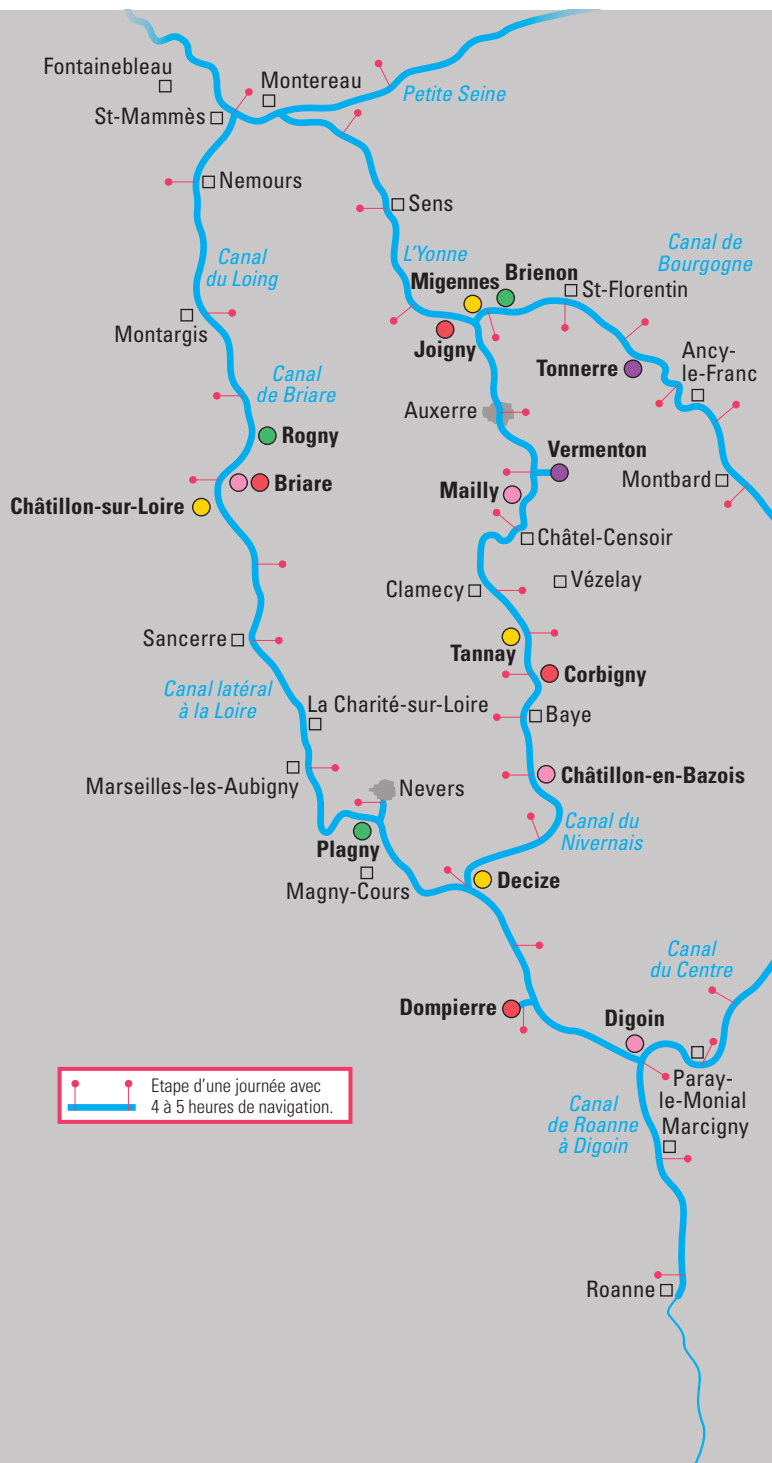 Fontainebleau
Montereau
Petite Seine
St-Mammès
Nemours
Sens
Canal
du Loing
L'Yonne
Canal de
Bourgogne
Migennes
Brienon
St-Florentin
Montargis
Joigny
Tonnerre
Ancy-
le-Franc
Canal
de Briare
Auxerre
Rogny
Vermenton
Briare
Mailly
Montbard
Châtillon-sur-Loire
Châtel-Censoir
Clamecy
Vézelay
Sancerre
Tannay
Corbigny
Canal latéral
à la Loire
La Charité-sur-Loire
Baye
Marseilles-les-Aubigny
Nevers
Châtillon-en-Bazois
Canal du
Nivernais
Plagny
Magny-Cours
Decize
Canal
du Centre
Dompierre
Digoin
Etape d'une journée avec
4 à 5 heures de navigation.
Paray-
le-Monial
Canal
de Roanne
à Digoin
Marcigny
Roanne